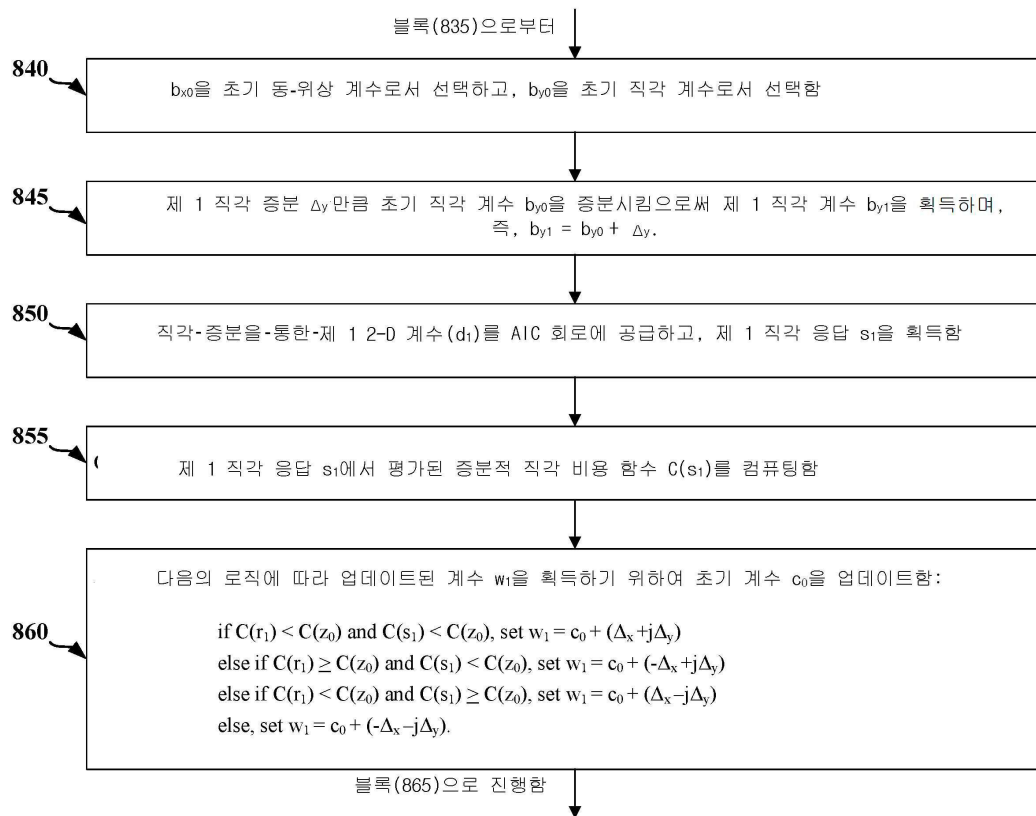 블록(835)으로부터
840
bx0을 초기 동-위상 계수로서 선택하고, by0을 초기 직각 계수로서 선택함
845
제 1 직각 증분 Δy만큼 초기 직각 계수 by0을 증분시킴으로써 제 1 직각 계수 by1을 획득하며,
즉, by1 = by0 + Δy.
850
직각-증분을-통한-제 1 2-D 계수(d1)를 AIC 회로에 공급하고, 제 1 직각 응답 s1을 획득함
855
제 1 직각 응답 s1에서 평가된 증분적 직각 비용 함수 C(s1)를 컴퓨팅함
860
다음의 로직에 따라 업데이트된 계수 w1을 획득하기 위하여 초기 계수 c0을 업데이트함:
if C(r1) < C(z0) and C(s1) < C(z0), set w1 = c0 + (Δx+jΔy)
else if C(r1) ≥ C(z0) and C(s1) < C(z0), set w1 = c0 + (-Δx+jΔy)
else if C(r1) < C(z0) and C(s1) ≥ C(z0), set w1 = c0 + (Δx–jΔy)
else, set w1 = c0 + (-Δx–jΔy).
블록(865)으로 진행함